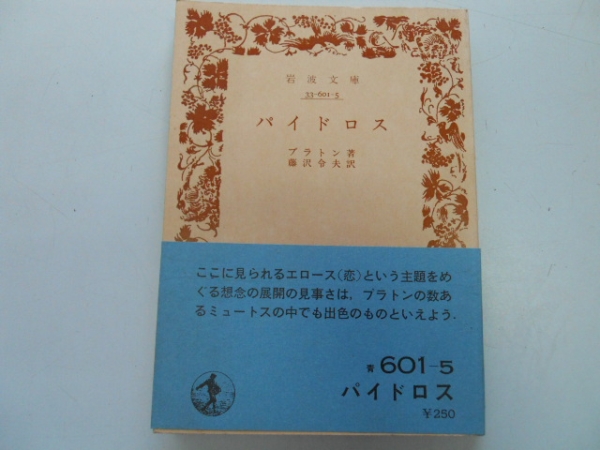 岩波文庫
33-601-5
パイドロス
プラトン著
藤沢令夫訳
ここに見られるエロース(恋)という主題をめ
ぐる想念の展開の見事さは,プラトンの数あ
るミュートスの中でも出色のものといえよう.
青 601-5
パイドロス
¥250